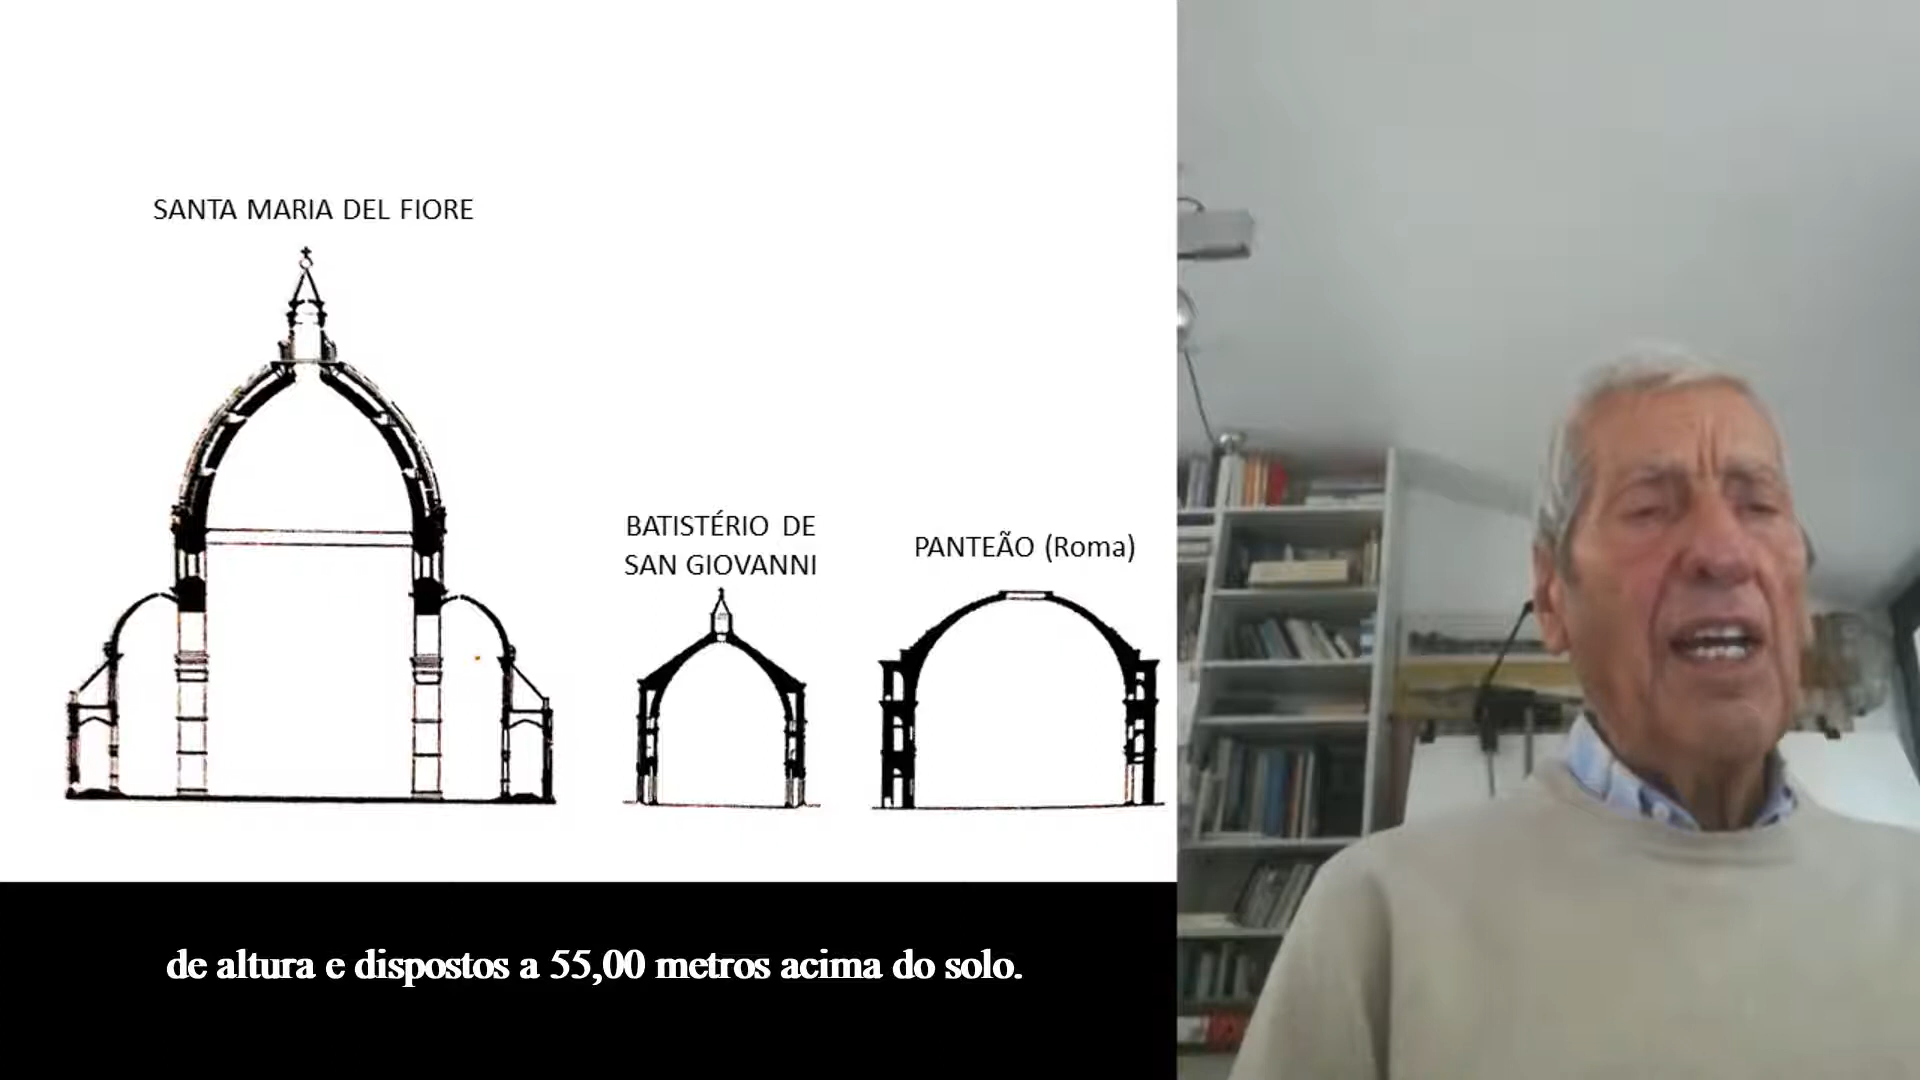 SANTA MARIA DEL FIORE
BATISTÉRIO DE
SAN GIOVANNI
PANTEÃO (Roma)
de altura e dispostos a 55,00 metros acima do solo.